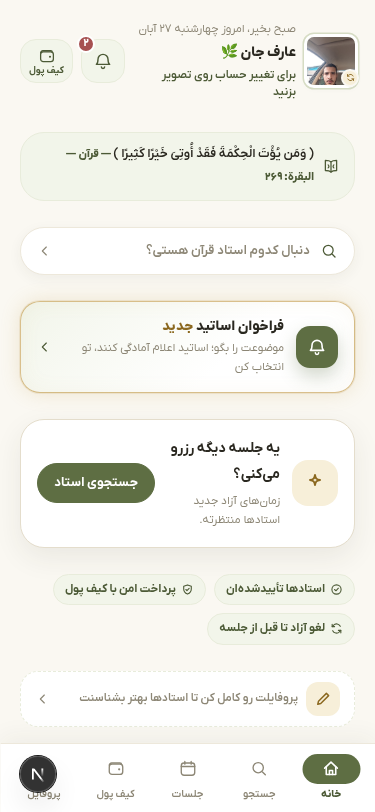 صبح بخیر، امروز چهارشنبه ۲۷ آبان
عارف جان 🌿
برای تغییر حساب روی تصویر
بزنید
۲
کیف پول
﴿ وَمَن يُؤْتَ الْحِكْمَةَ فَقَدْ أُوتِيَ خَيْرًا كَثِيرًا ﴾ — قرآن —
البقرة: ۲۶۹
دنبال کدوم استاد قرآن هستی؟
فراخوان اساتید جدید
موضوعت را بگو؛ اساتید اعلام آمادگی کنند، تو
انتخاب کن
یه جلسه دیگه رزرو
می‌کنی؟
زمان‌های آزاد جدید
استادها منتظرته.
جستجوی استاد
استادها تأییدشده‌ان
پرداخت امن با کیف پول
لغو آزاد تا قبل از جلسه
پروفایلت رو کامل کن تا استادها بهتر بشناسنت
خانه
جستجو
جلسات
کیف پول
پروفایل
N